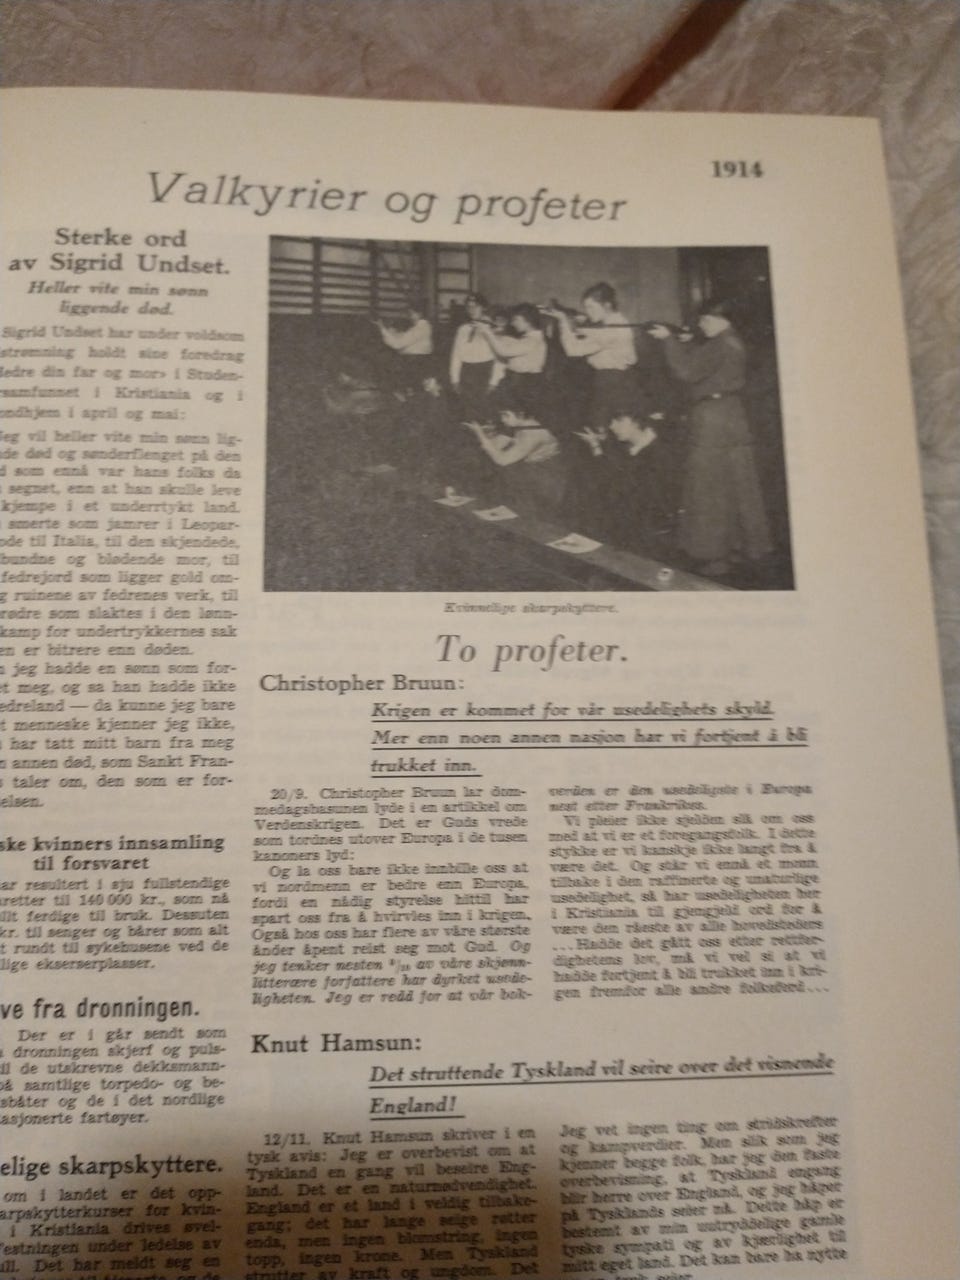 1914
Valkyrier og profeter
Sterke ord
av Sigrid Undset.
Heller vite min sønn
liggende død.
Sigrid Undset har under voldsom
strømning holdt sine foredrag
din far og mor» i Studen-
samfunnet i Kristiania og i
i april og mai:
vil heller vite min sønn lig-
død og sønderflenget på den
som ennå var hans folks da
segnet, enn at han skulle leve
kjempe i et underrtykt land.
smerte som jamrer i Leopar-
til Italia, til den skjendede,
bundne og blødende mor, til
fedrejord som ligger gold om-
ruinene av fedrenes verk, til
som slaktes i den lønn-
kamp for undertrykkernes sak
er bitrere enn døden.
jeg hadde en sønn som for-
meg, og sa han hadde ikke
— da kunne jeg bare
menneske kjenner jeg ikke,
har tatt mitt barn fra meg
annen død, som Sankt Fran-
taler om, den som er for-
kvinners innsamling
til forsvaret
resultert i sju fullstendige
til 140 000 kr., som nå
ferdige til bruk. Dessuten
kr. til senger og bårer som alt
rundt til sykehusene ved de
ekserserplasser.
fra dronningen.
Der er i går sendt som
dronningen skjerf og puls-
de utskrevne dekksmann-
på samtlige torpedo- og be-
og de i det nordlige
fartøyer.
skarpskyttere.
om i landet er det opp-
for kvin-
i Kristiania drives øvel-
under ledelse av
Det har meldt seg en
Kvinnelige skarpskyttere.
To profeter.
Christopher Bruun:
Krigen er kommet for vår usedelighets skyld.
Mer enn noen annen nasjon har vi fortjent å bli
trukket inn.
20/9. Christopher Bruun lar dom-
medagsbasunen lyde i en artikkel om
Verdenskrigen. Det er Guds vrede
som tordnes utover Europa i de tusen
kanoners lyd:
Og la oss bare ikke innbille oss at
vi nordmenn er bedre enn Europa,
fordi en nådig styrelse hittil har
spart oss fra å hvirvles inn i krigen.
Også hos oss har flere av våre største
ånder åpent reist seg mot Gud. Og
jeg tenker nesten av våre skjønn-
litterære forfattere har dyrket usede-
ligheten. Jeg er redd for at vår bok-
verden er den usedeligste i Europa
nest etter Frankrikes.
Vi pleier ikke sjelden slik om oss
med at vi er et foregangsfolk. I dette
stykke er vi kanskje ikke langt fra å
være det. Og står vi ennå et menn
tilbake i den raffinerte og unaturlige
usedelighet, så har usedeligheten her
i Kristiania til gjengjeld ord for å
være den råeste av alle hovedsteders
...Hadde det gått oss etter rettfer-
dighetens lov, må vi vel si at vi
hadde fortjent å bli trukket inn i kri-
gen fremfor alle andre folkeferd...
Knut Hamsun:
Det struttende Tyskland vil seire over det visnende
England!
12/11. Knut Hamsun skriver i en
tysk avis: Jeg er overbevist om at
Tyskland en gang vil beseire Eng-
land. Det er en naturnødvendighet.
England er et land i veldig tilbake-
gang; det har lange seige røtter
enda, men ingen blomstring, ingen
topp, ingen krone. Men Tyskland
strutter av kraft og ungdom. Det
Jeg vet ingen ting om stridskrefter
og kampverdier. Men slik som jeg
kjenner begge folk, har jeg den faste
overbevisning, at Tyskland engang
blir herre over England, og jeg håper
på Tysklands seier nå. Dette håp er
bestemt av min uutryddelige gamle
tyske sympati og av kjærlighet til
mitt eget land. Det kan bare ha nytte
seier.